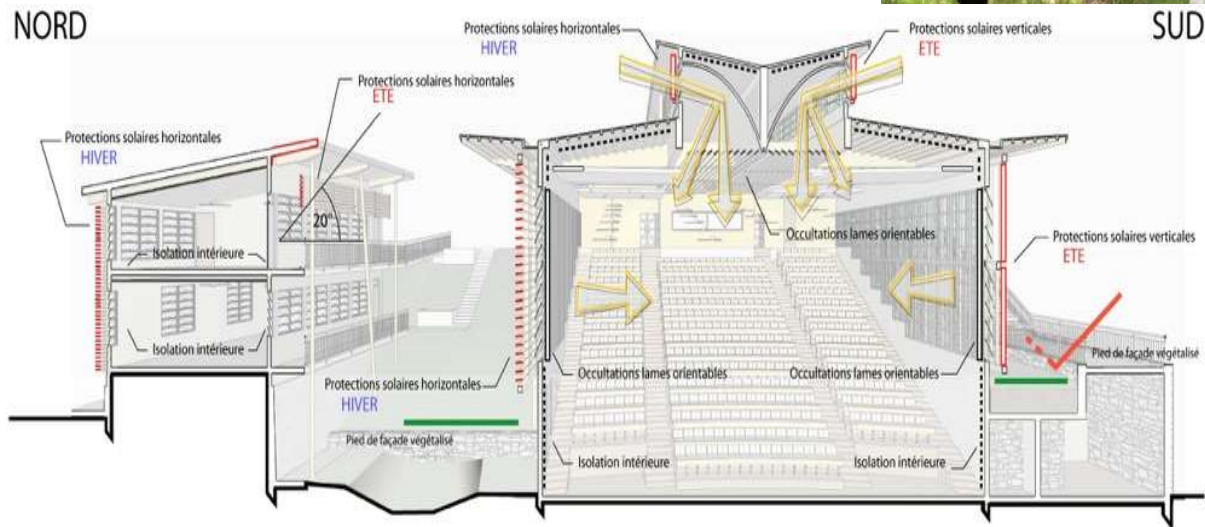 NORD
SUD
Protections solaires horizontales
HIVER
Protections solaires verticales
ETE
Protections solaires horizontales
ETE
Protections solaires horizontales
HIVER
20°
Occultations lames orientables
Protections solaires verticales
ETE
Isolation intérieure
Isolation intérieure
Pied de façade végétalisé
Protections solaires horizontales
HIVER
Occultations lames orientables
Occultations lames orientables
Pied de façade végétalisé
Isolation intérieure
Isolation intérieure